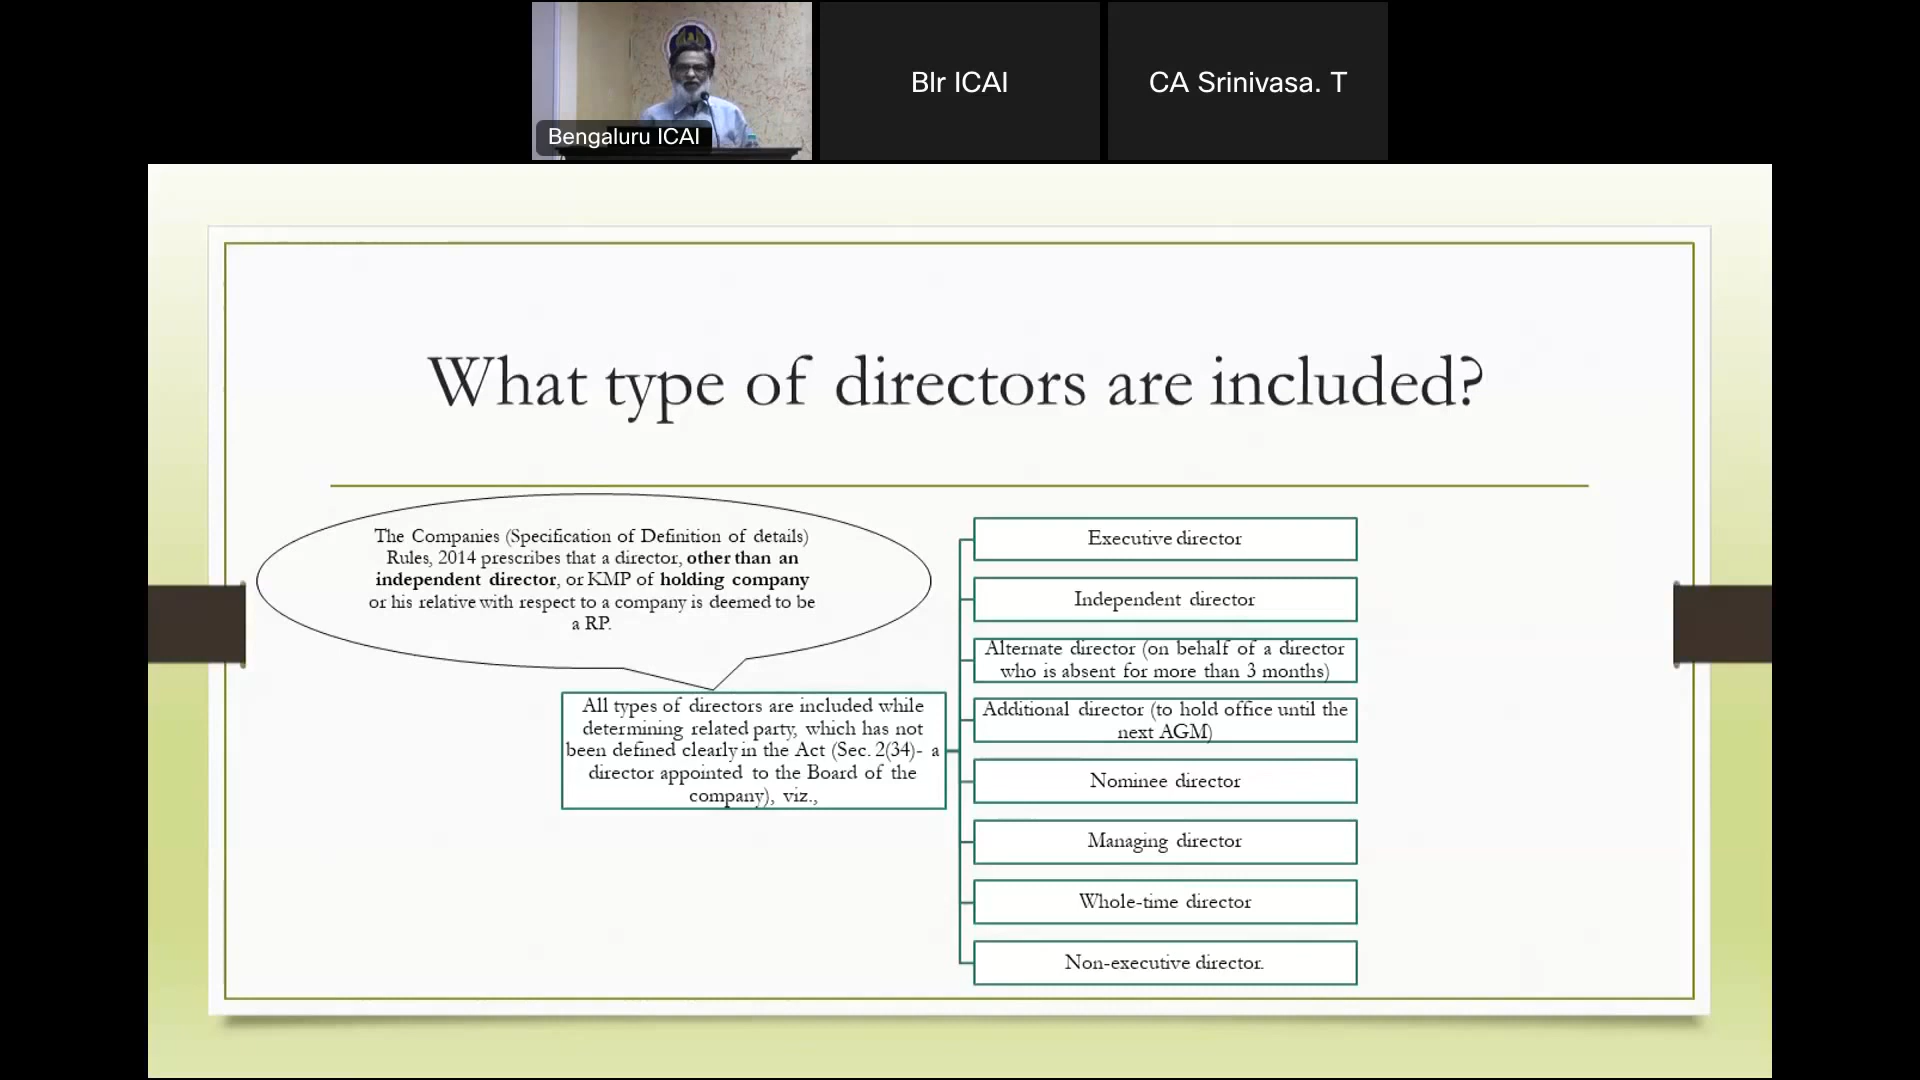 Bengaluru ICAI
Blr ICAI
CA Srinivasa. T
What type of directors are included?
The Companies (Specification of Definition of details)
Rules, 2014 prescribes that a director, other than an
independent director, or KMP of holding company
or his relative with respect to a company is deemed to be
a RP.
All types of directors are included while
determining related party, which has not
been defined clearly in the Act (Sec. 2(34)- a
director appointed to the Board of the
company), viz.,
Executive director
Independent director
Alternate director (on behalf of a director
who is absent for more than 3 months)
Additional director (to hold office until the
next AGM)
Nominee director
Managing director
Whole-time director
Non-executive director.